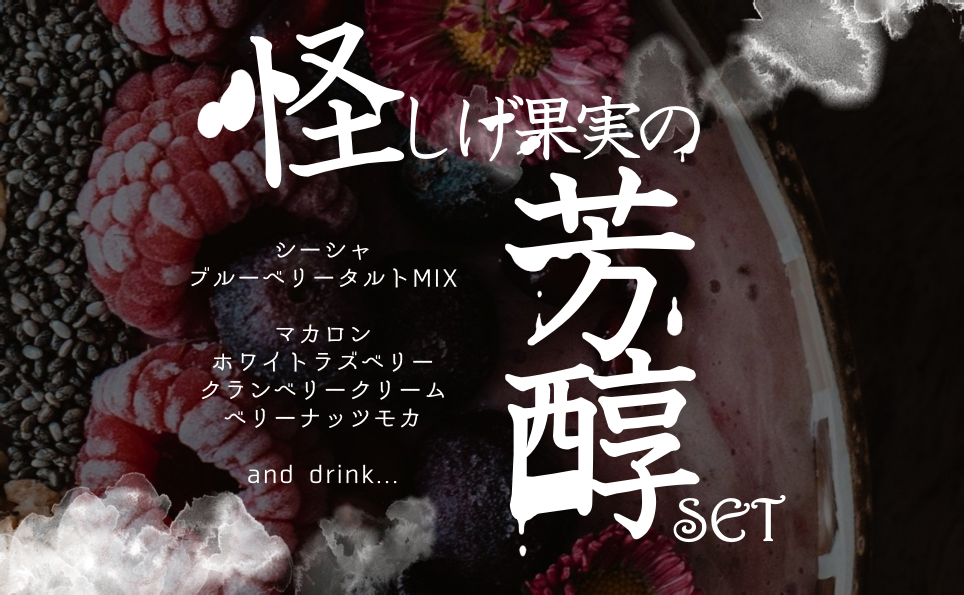 怪しげ果実の
芳醇
SET
シーシャ
ブルーベリータルトMIX
マカロン
ホワイトラズベリー
クランベリークリーム
ベリーナッツモカ
and drink...